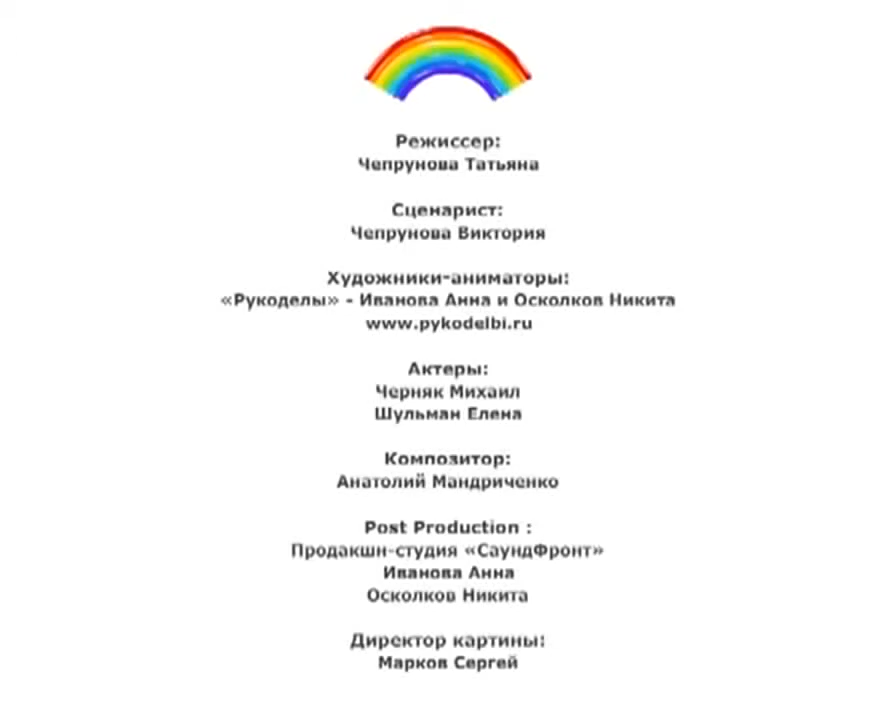 Режиссер:
Чепрунова Татьяна
Сценарист:
Чепрунова Виктория
Художники-аниматоры:
«Рукоделы» - Иванова Анна и Осколков Никита
www.pykodelbi.ru
Актеры:
Черняк Михаил
Шульман Елена
Композитор:
Анатолий Мандриченко
Post Production :
Продакшн-студия «СаундФронт»
Иванова Анна
Осколков Никита
Директор картины:
Марков Сергей